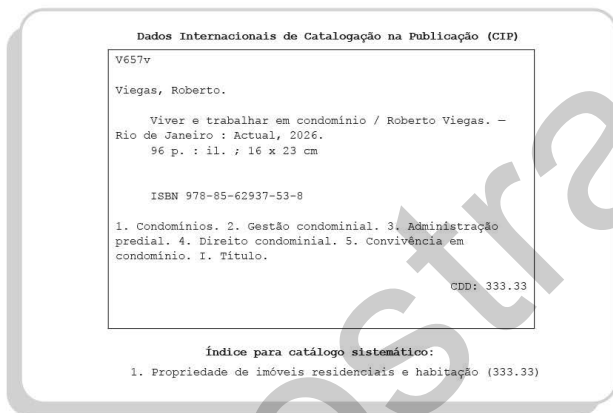 Dados Internacionais de Catalogação na Publicação (CIP)
V657v
Viegas, Roberto.
Viver e trabalhar em condomínio / Roberto Viegas. —
Rio de Janeiro : Actual, 2026.
96 p. : il. ; 16 x 23 cm
ISBN 978-85-62937-53-8
1. Condomínios. 2. Gestão condominial. 3. Administração
predial. 4. Direito condominial. 5. Convivência em
condomínio. I. Título.
CDD: 333.33
Índice para catálogo sistemático:
1. Propriedade de imóveis residenciais e habitação (333.33)